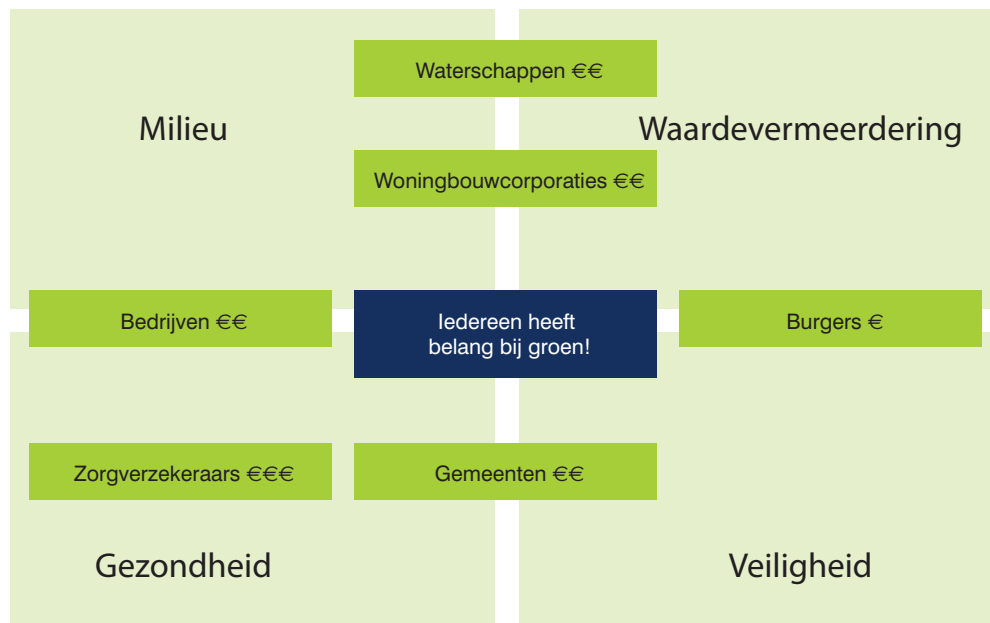 Waterschappen €€
Milieu
Waardevermeerdering
Woningbouwcorporaties €€
Bedrijven €€
Iedereen heeft
belang bij groen!
Burgers €
Zorgverzekeraars €€€
Gemeenten €€
Gezondheid
Veiligheid